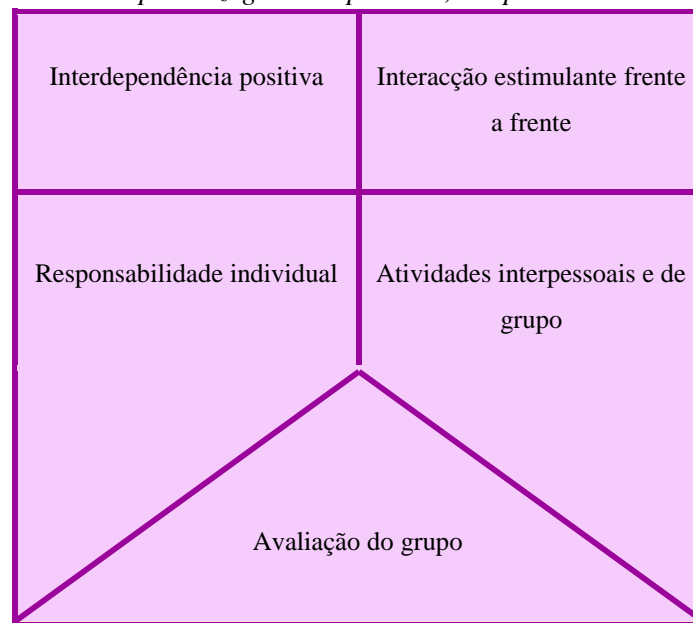 Interdependência positiva
Interacção estimulante frente
a frente
Responsabilidade individual
Atividades interpessoais e de
grupo
Avaliação do grupo